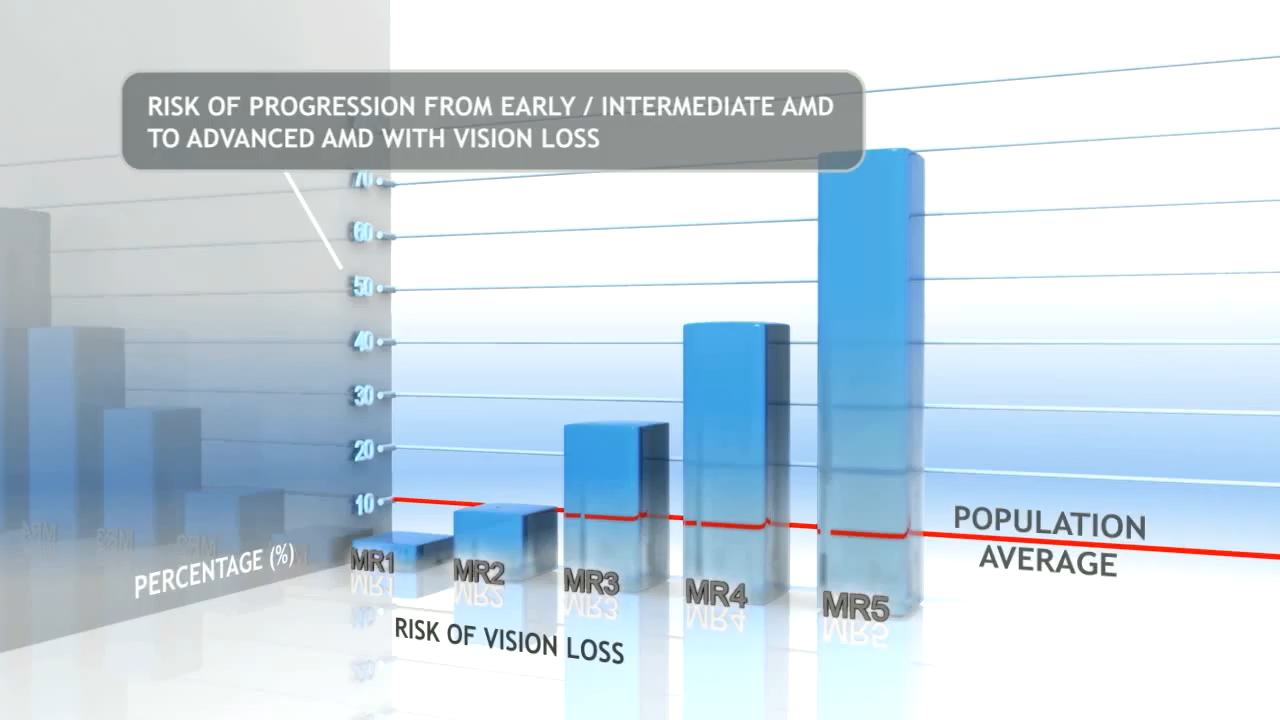 RISK OF PROGRESSION FROM EARLY / INTERMEDIATE AMD
TO ADVANCED AMD WITH VISION LOSS
70
60
50
40
30
20
10
POPULATION
AVERAGE
MR1
MR2
MR3
MR4
MR5
PERCENTAGE (%)
RISK OF VISION LOSS